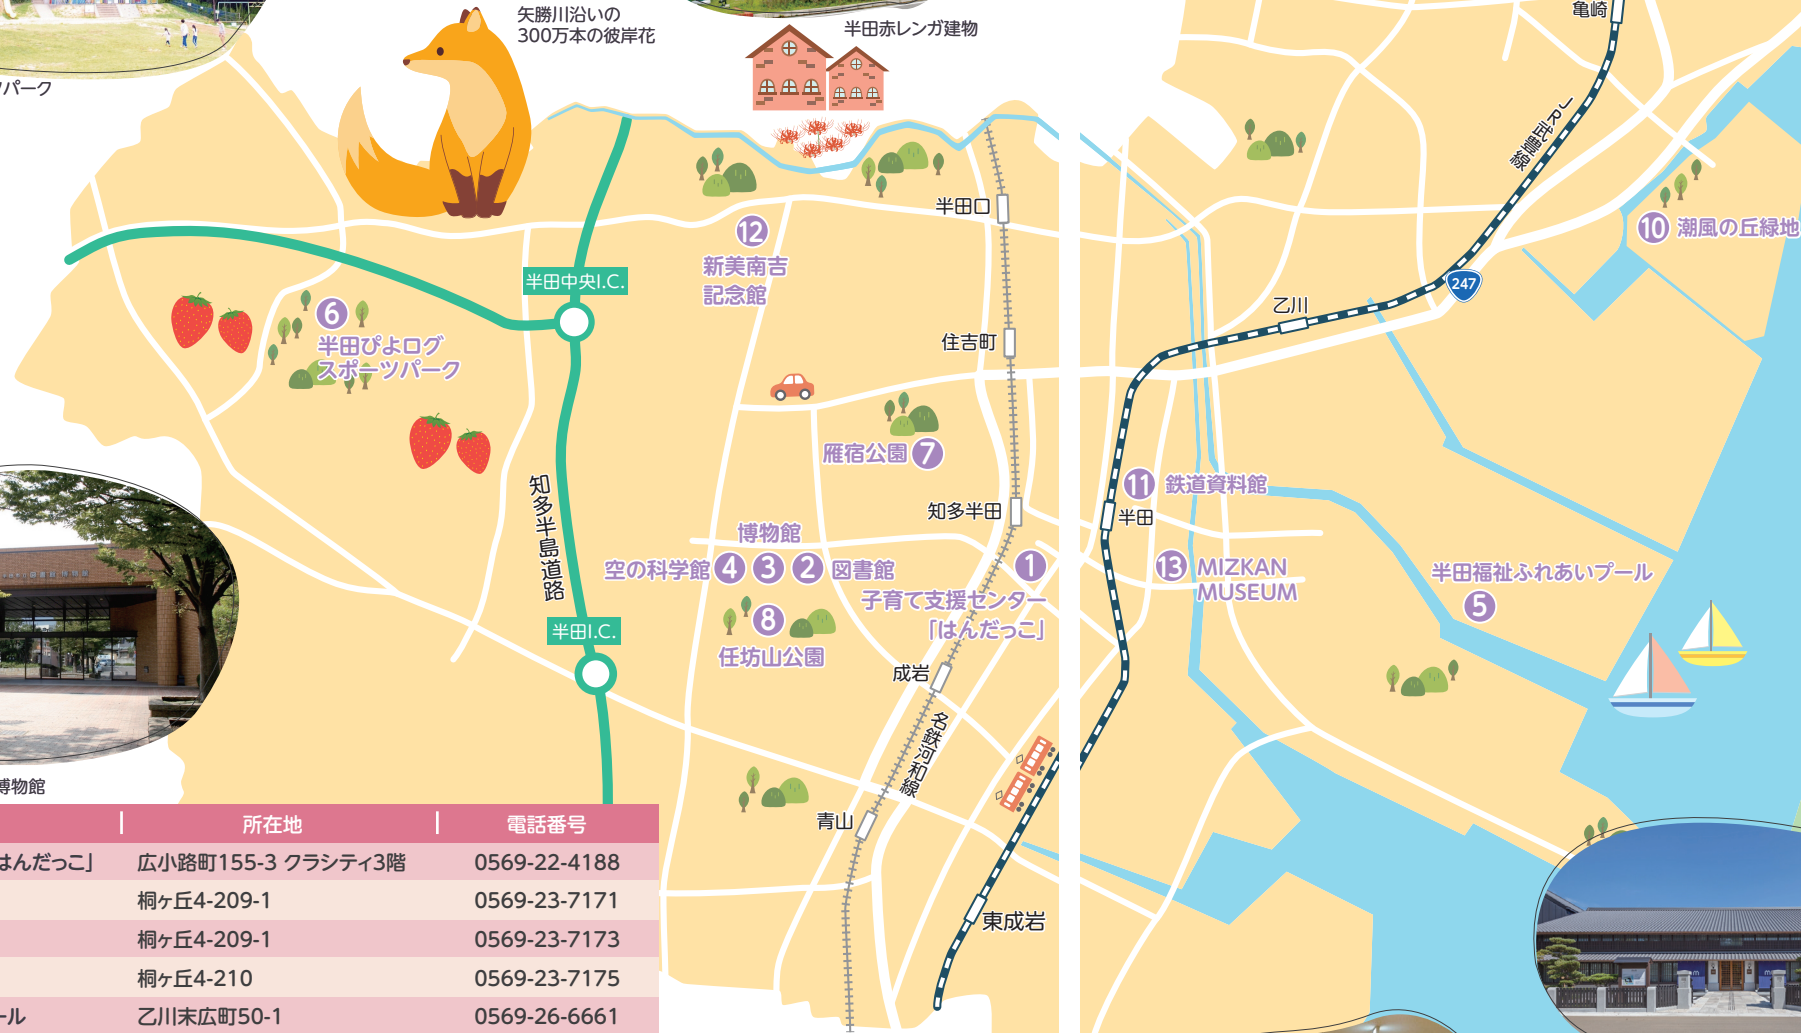 矢勝川沿いの
300万本の彼岸花
半田赤レンガ建物
亀崎
パーク
JR武豊線
半田口
10 潮風の丘緑地
12
新美南吉
記念館
半田中央I.C.
247
乙川
6
半田ぴよログ
スポーツパーク
住吉町
雁宿公園 7
知多半島道路
11 鉄道資料館
知多半田
半田
博物館
空の科学館 4 3 2 図書館
1
子育て支援センター
「はんだっこ」
13 MIZKAN
MUSEUM
半田福祉ふれあいプール
5
8
任坊山公園
半田I.C.
成岩
名鉄河和線
博物館
青山
東成岩
所在地 電話番号
はんだっこ」 広小路町155-3 クラシティ3階 0569-22-4188
桐ヶ丘4-209-1 0569-23-7171
桐ヶ丘4-209-1 0569-23-7173
桐ヶ丘4-210 0569-23-7175
ール 乙川末広町50-1 0569-26-6661